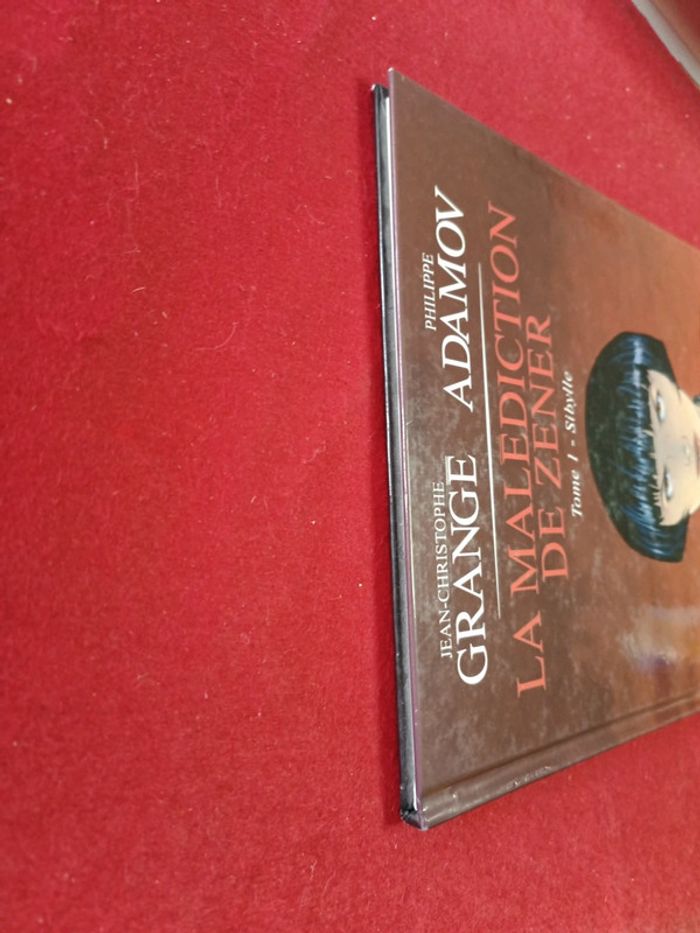 JEAN-CHRISTOPHE PHILIPPE
GRANGE ADAMOV
LA MALEDICTION
DE ZENER
Tome 1 - Sibylle